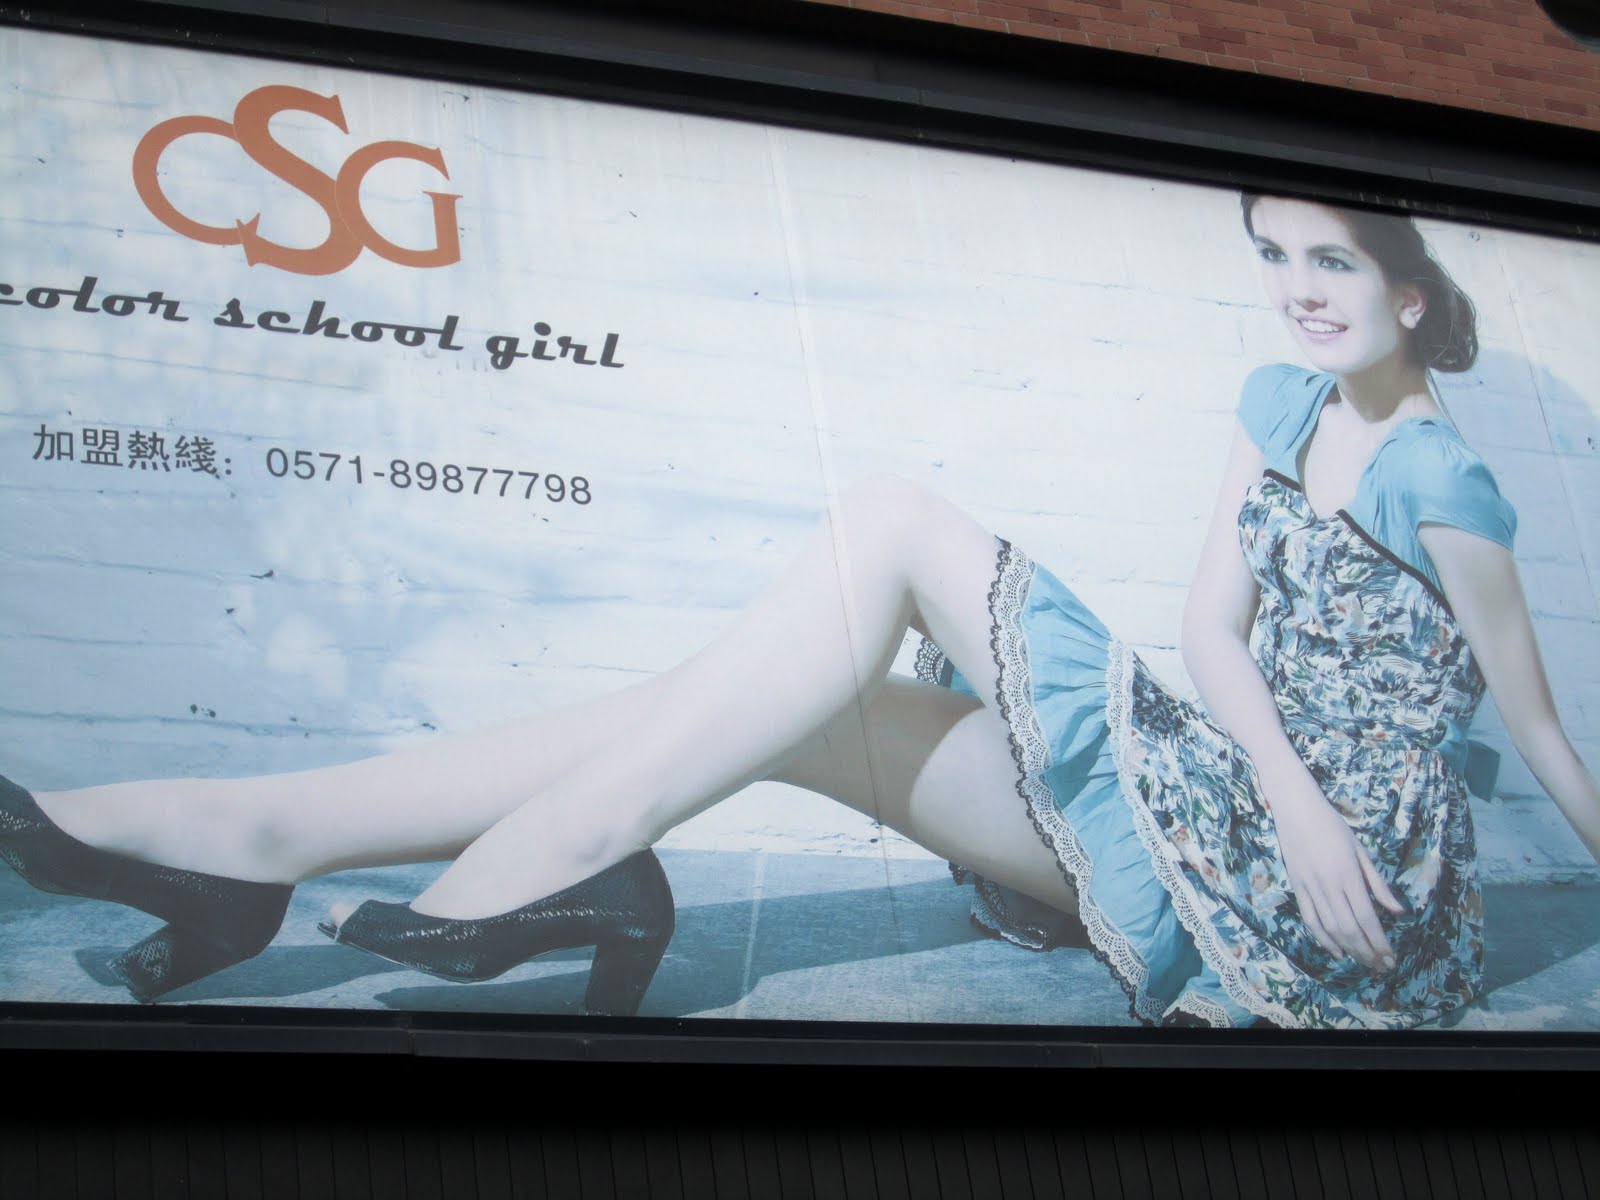 CSG
color school girl
加盟熱綫：0571-89877798